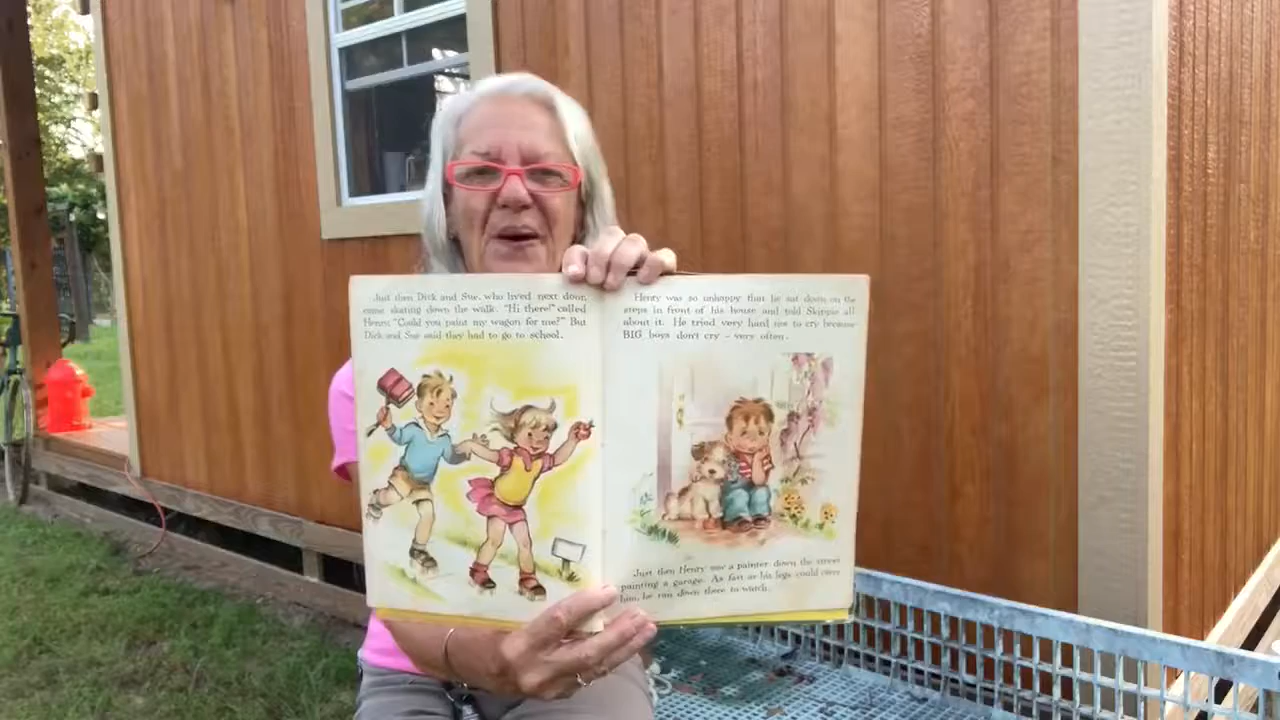 Just then Dick and Sue, who lived next door,
came skating down the walk. "Hi there!" called
Henry. "Could you paint my wagon for me?" But
Dick and Sue said they had to go to school.
Henry was so unhappy that he sat down on the
steps in front of his house and told Skippie all
about it. He tried very hard not to cry because
BIG boys don't cry – very often.
Just then Henry saw a painter down the street
painting a garage. As fast as his legs could carry
him, he ran down there to watch.